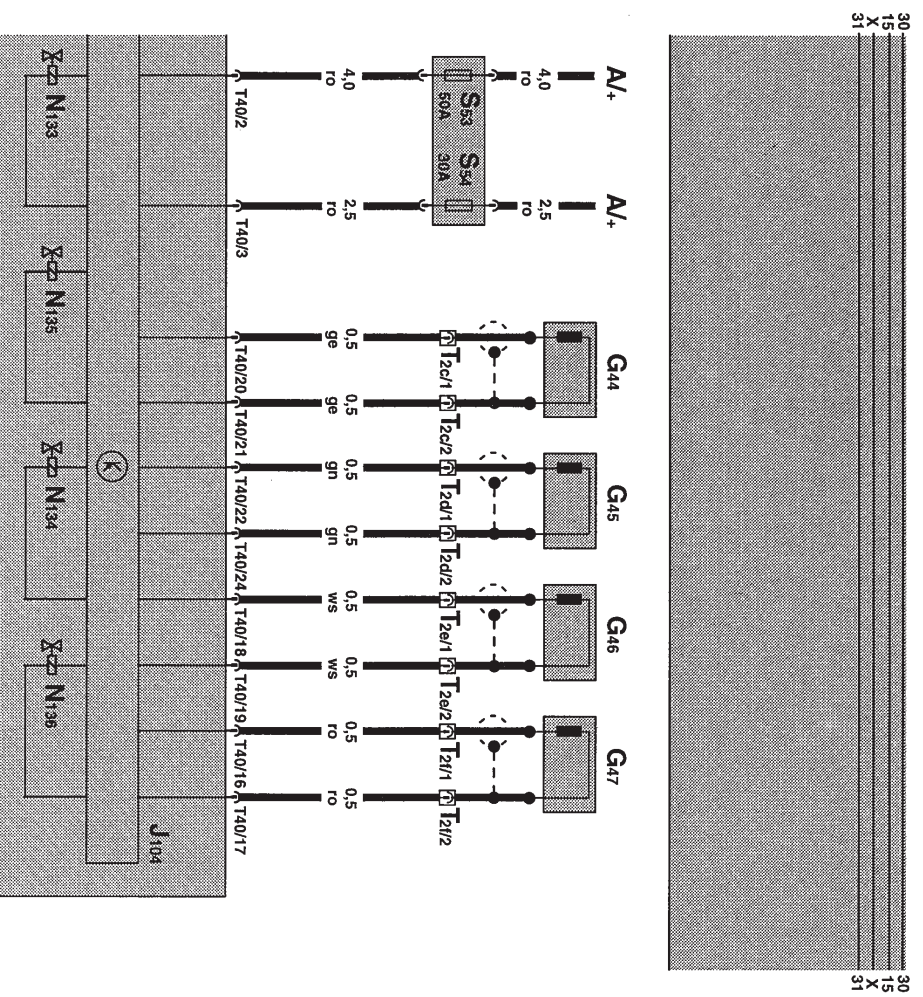 30 30
15 15
X X
31 31
A/+ A/+ G44 G45 G46 G47
4,0 2,5
ro ro
S53 S54
50A 30A
T2c/1 T2c/2 T2d/1 T2d/2 T2e/1 T2e/2 T2f/1 T2f/2
4,0 2,5 0,5 0,5 0,5 0,5 0,5 0,5 0,5 0,5
ro ro ge ge gn gn ws ws ro ro
T40/2 T40/3 T40/20 T40/21 T40/22 T40/24 T40/18 T40/19 T40/16 T40/17
J104
K
N133 N135 N134 N136